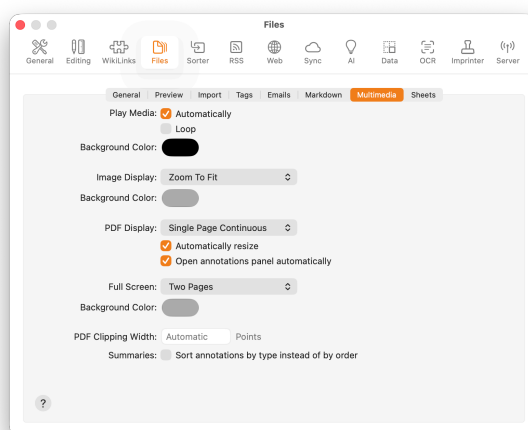 Files
General Editing WikiLinks Files Sorter RSS Web Sync AI Data OCR Imprinter Server
General Preview Import Tags Emails Markdown Multimedia Sheets
Play Media: Automatically
Loop
Background Color:
Image Display: Zoom To Fit
Background Color:
PDF Display: Single Page Continuous
Automatically resize
Open annotations panel automatically
Full Screen: Two Pages
Background Color:
PDF Clipping Width: Automatic Points
Summaries: Sort annotations by type instead of by order
?